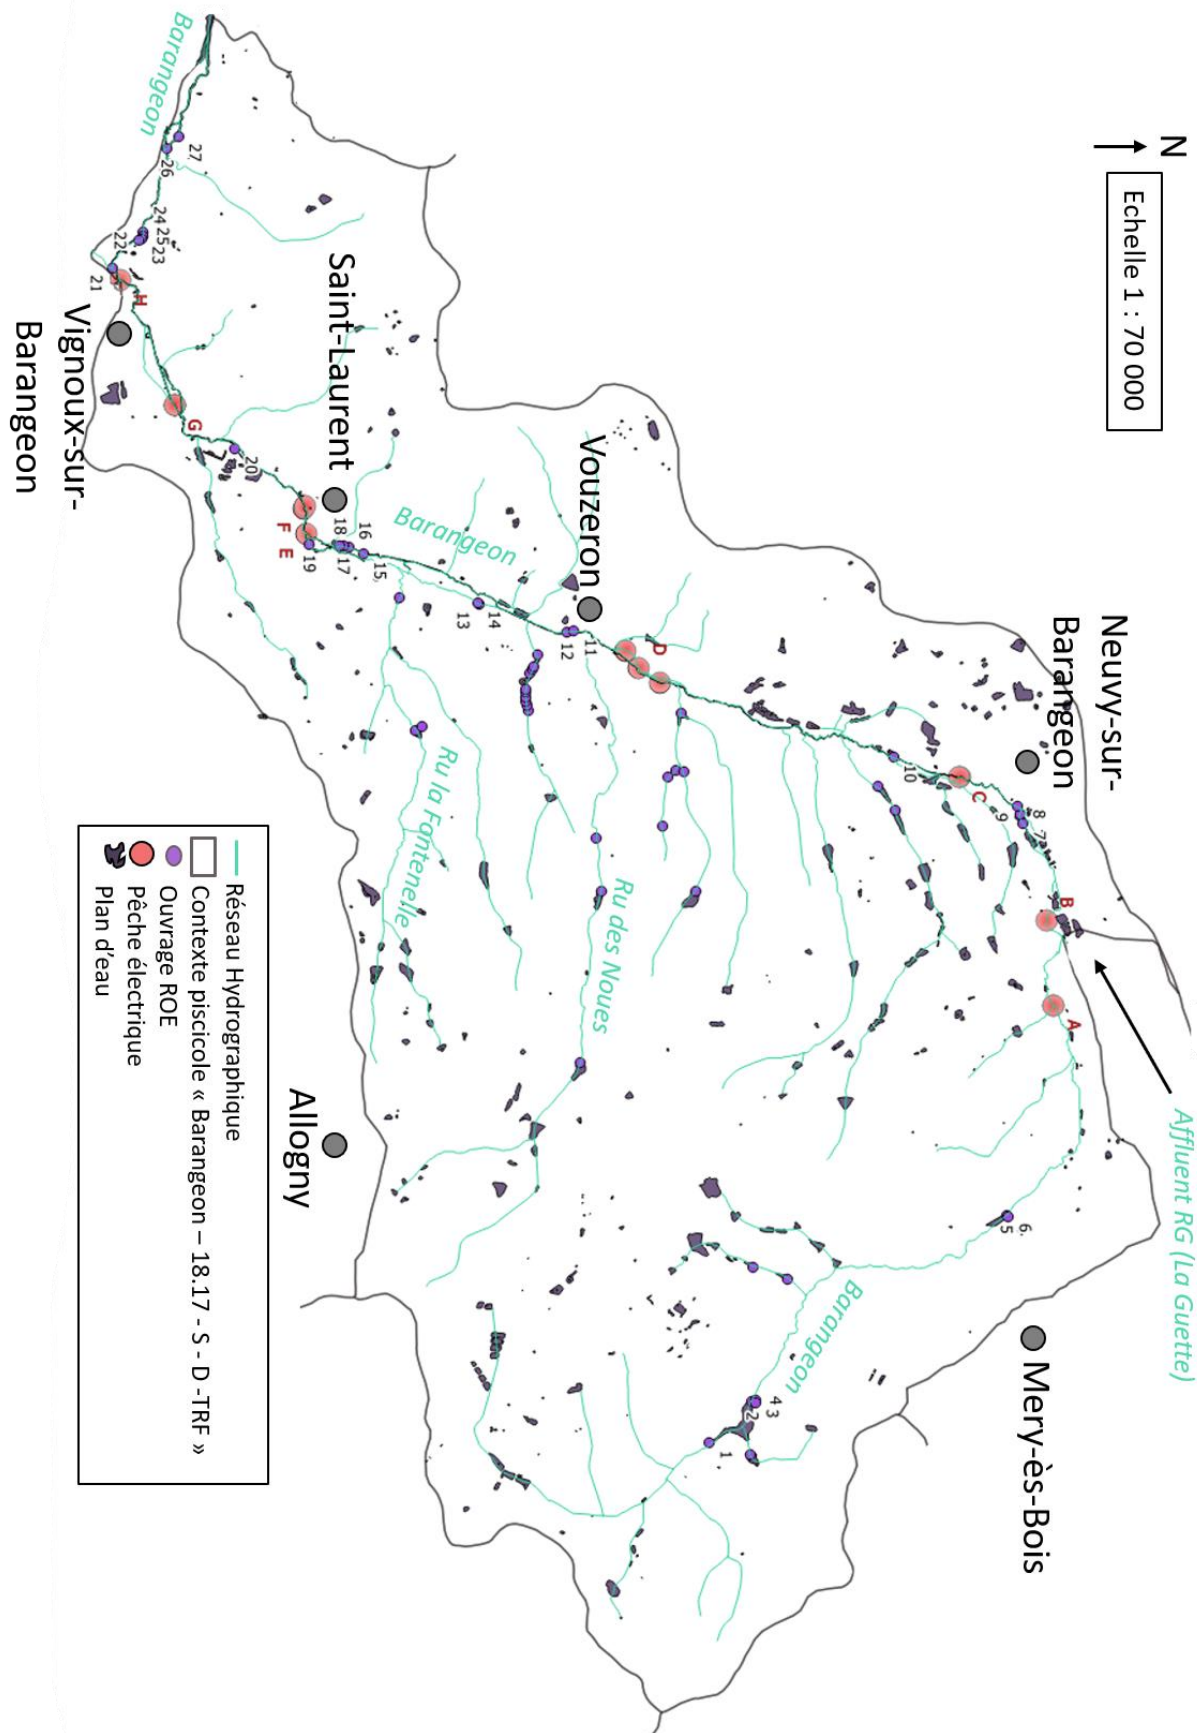 N
Echelle 1 : 70 000
Affluent RG (La Guette)
Neuvy-sur-
Barangeon
Mery-ès-Bois
Vouzeron
Saint-Laurent
Allogny
Vignoux-sur-
Barangeon
Barangeon
Barangeon
Barangeon
Ru des Noues
Ru la Fontenelle
A
B
C
D
E
F
G
H
1
2
3
4
5
6
7
8
9
10
11
12
13
14
15
16
17
18
19
20
21
22
23
24
25
26
27
Réseau Hydrographique
Contexte piscicole « Barangeon – 18.17 - S - D -TRF »
Ouvrage ROE
Pêche électrique
Plan d'eau